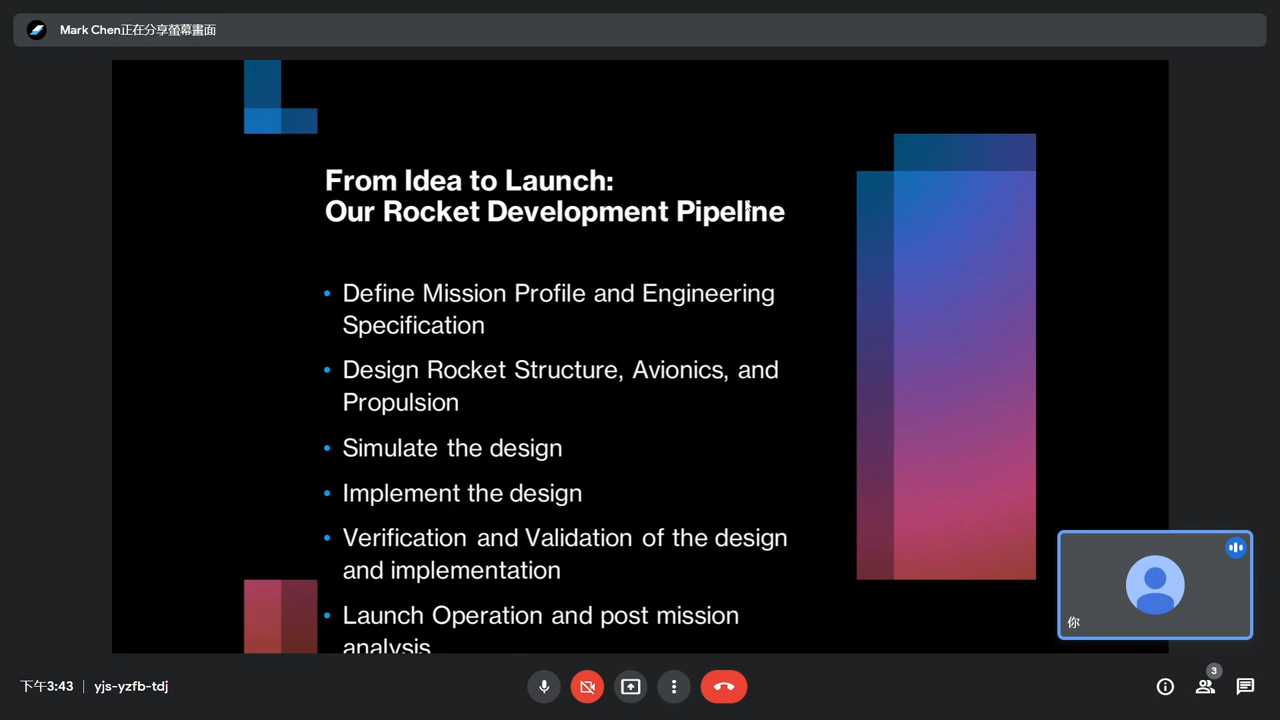 Mark Chen正在分享螢幕畫面
From Idea to Launch:
Our Rocket Development Pipeline
• Define Mission Profile and Engineering
Specification
• Design Rocket Structure, Avionics, and
Propulsion
• Simulate the design
• Implement the design
• Verification and Validation of the design
and implementation
• Launch Operation and post mission
analysis
你
下午3:43 | yjs-yzfb-tdj
3